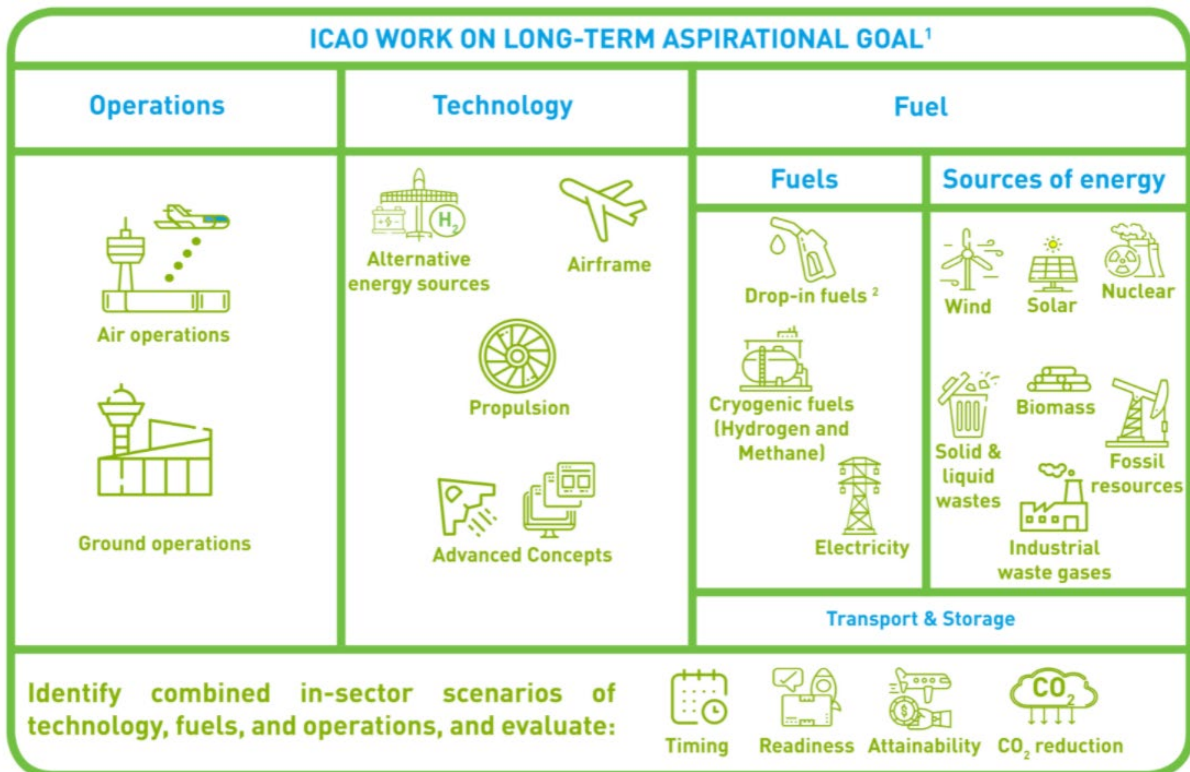 ICAO WORK ON LONG-TERM ASPIRATIONAL GOAL¹
Operations
Technology
Fuel
Air operations
Ground operations
H₂
Alternative
energy sources
Airframe
Propulsion
Advanced Concepts
Fuels
Drop-in fuels ²
Cryogenic fuels
(Hydrogen and
Methane)
Electricity
Sources of energy
Wind
Solar
Nuclear
Solid &
liquid
wastes
Biomass
Fossil
resources
Industrial
waste gases
Transport & Storage
Identify combined in-sector scenarios of
technology, fuels, and operations, and evaluate:
Timing
Readiness
Attainability
CO₂
CO₂ reduction